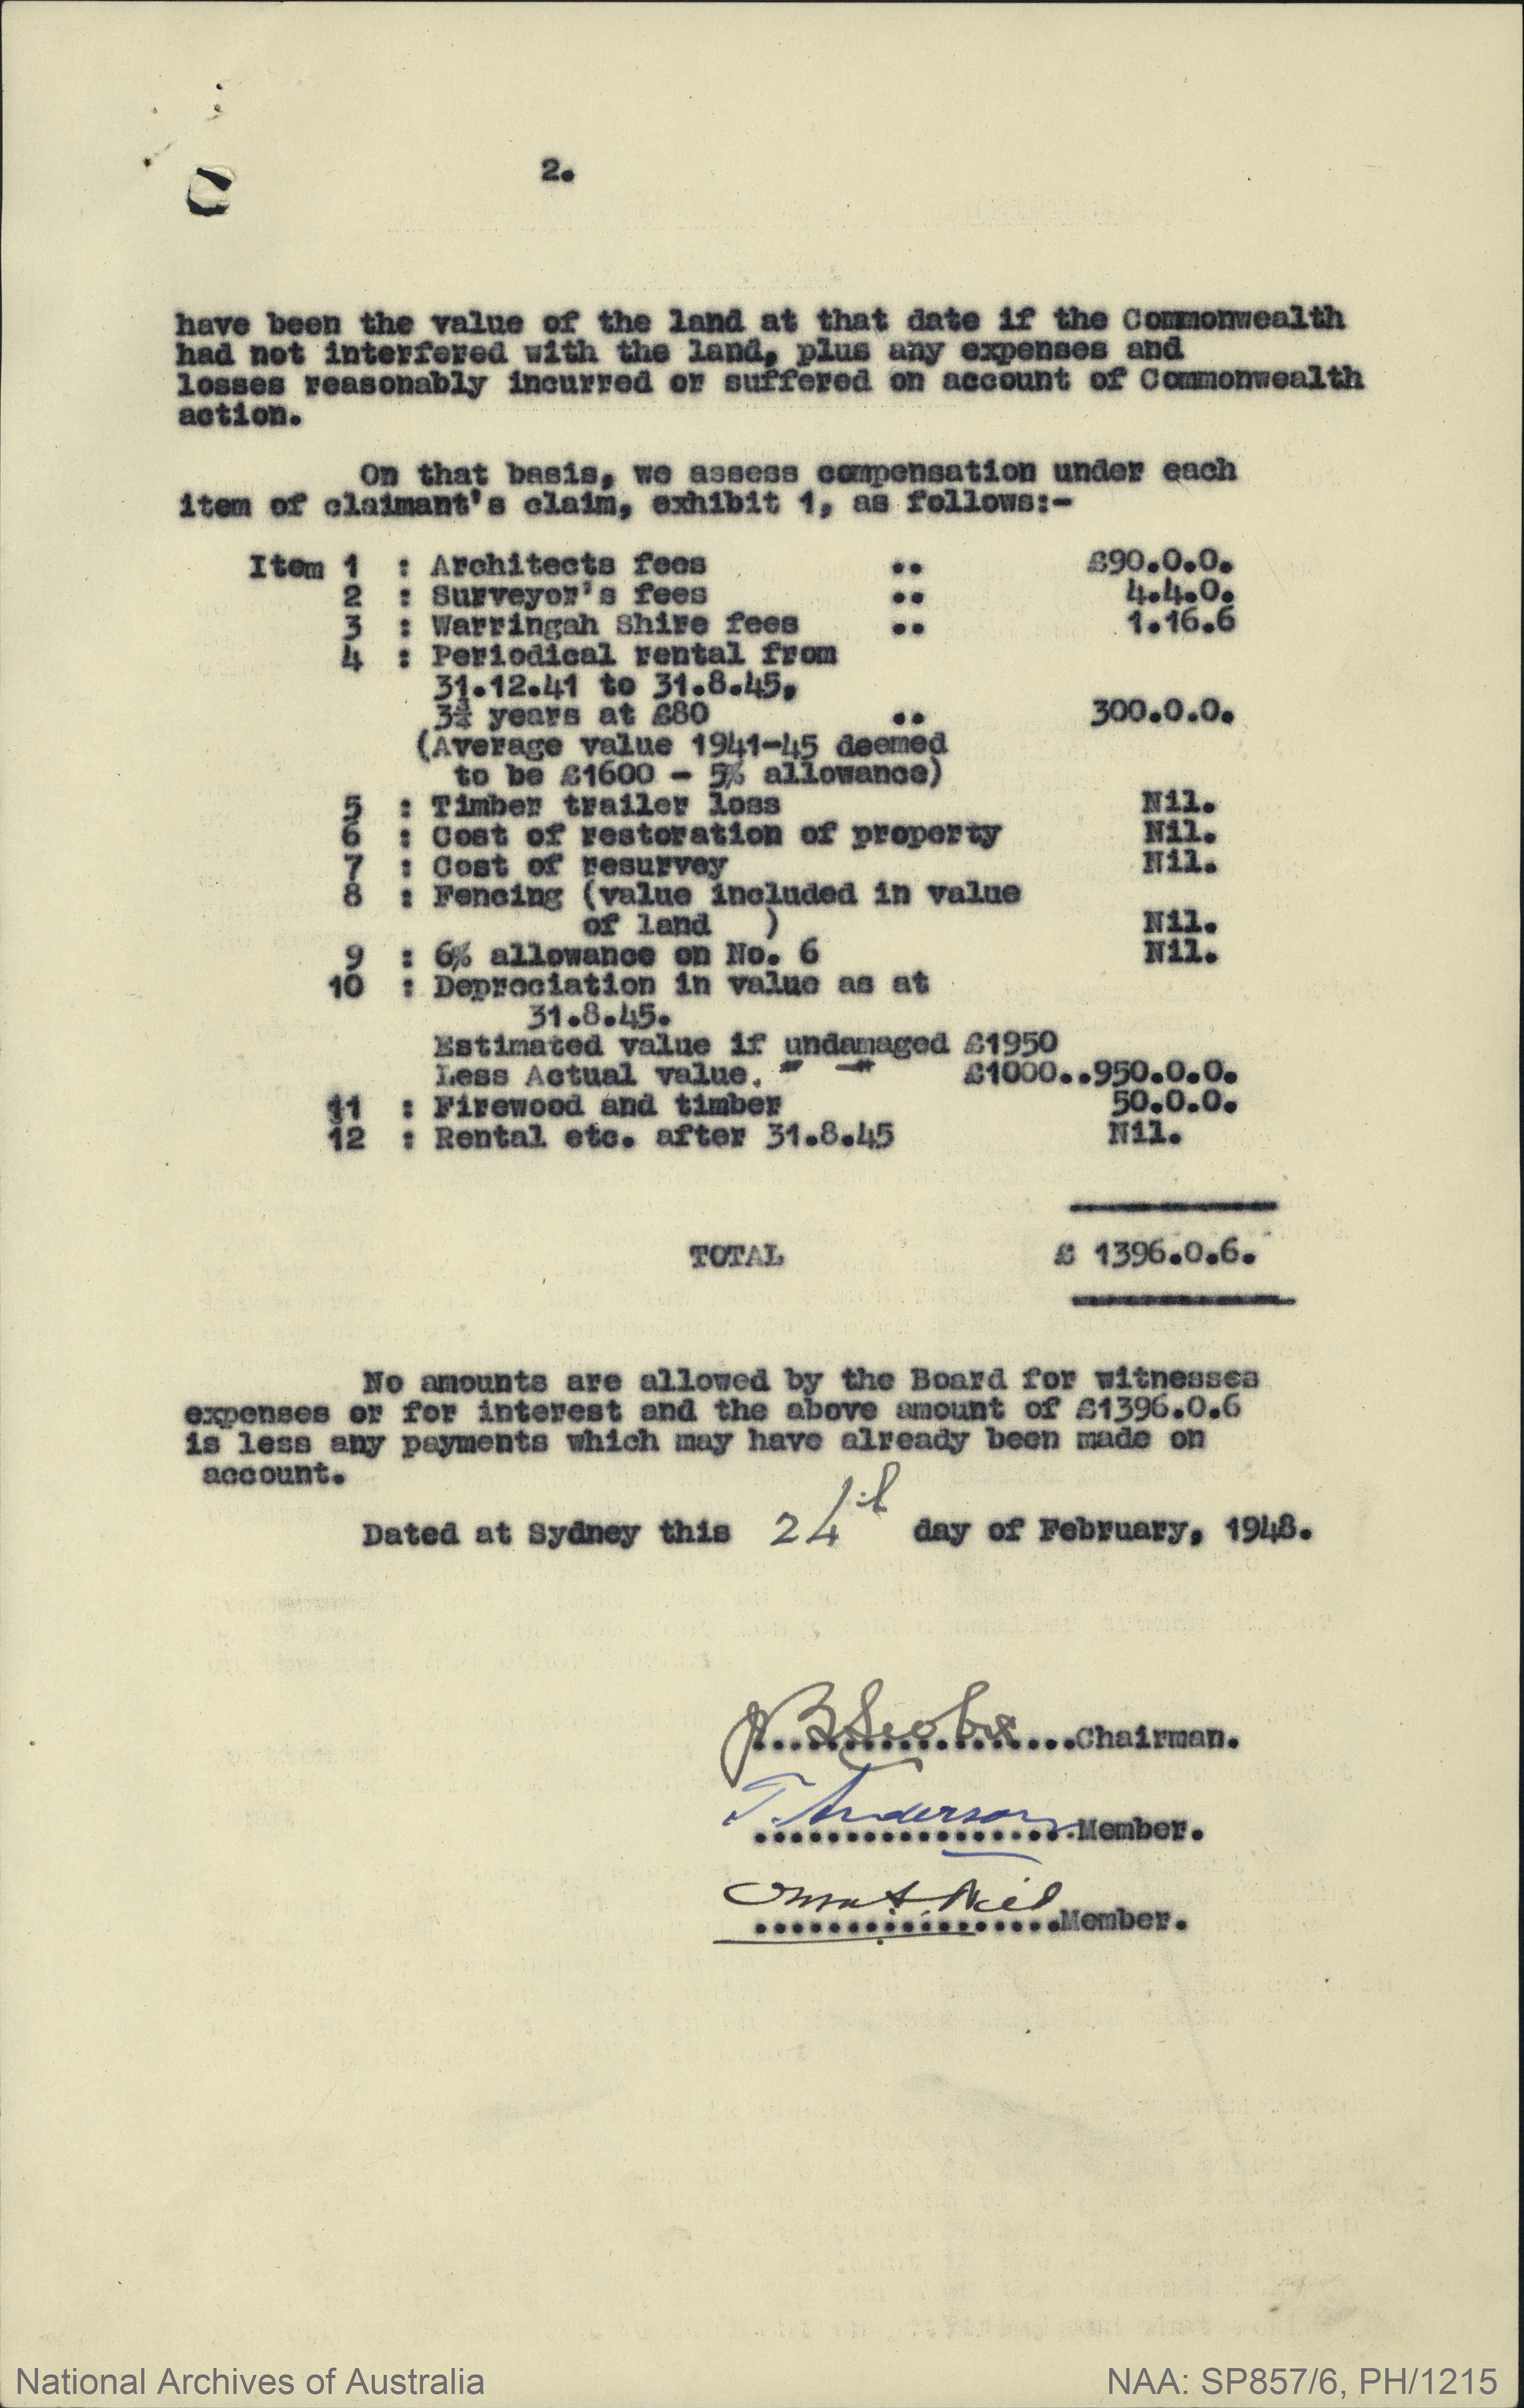 2.
have been the value of the land at that date if the Commonwealth
had not interfered with the land, plus any expenses and
losses reasonably incurred or suffered on account of Commonwealth
action.
On that basis, we assess compensation under each
item of claimant's claim, exhibit 1, as follows:-
Item 1 : Architects fees .. £90.0.0.
2 : Surveyor's fees .. 4.4.0.
3 : Warringah Shire fees .. 1.16.6
4 : Periodical rental from
31.12.41 to 31.8.45,
3¾ years at £80 .. 300.0.0.
(Average value 1941-45 deemed
to be £1600 - 5% allowance)
5 : Timber trailer loss Nil.
6 : Cost of restoration of property Nil.
7 : Cost of resurvey Nil.
8 : Fencing (value included in value
of land ) Nil.
9 : 6% allowance on No. 6 Nil.
10 : Depreciation in value as at
31.8.45.
Estimated value if undamaged £1950
Less Actual value. " " £1000..950.0.0.
11 : Firewood and timber 50.0.0.
12 : Rental etc. after 31.8.45 Nil.
TOTAL £ 1396.0.6.
No amounts are allowed by the Board for witnesses
expenses or for interest and the above amount of £1396.0.6
is less any payments which may have already been made on
account.
Dated at Sydney this 24th day of February, 1948.
..................Chairman.
T. Anderson..................Member.
..................Member.
National Archives of Australia NAA: SP857/6, PH/1215